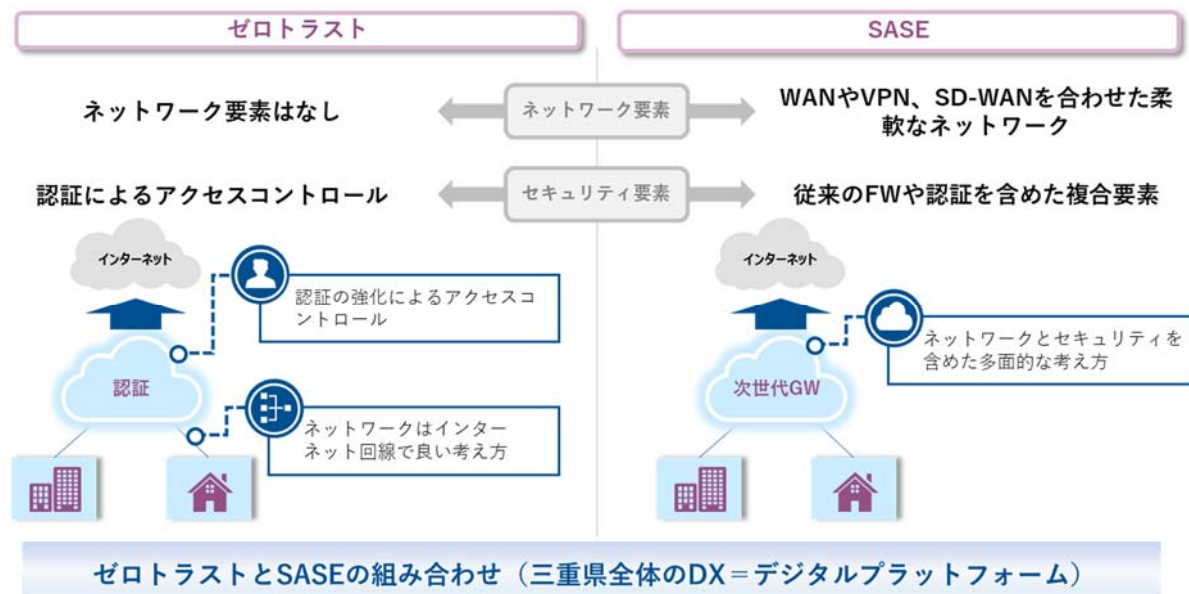 ゼロトラスト
SASE
ネットワーク要素はなし
ネットワーク要素
WANやVPN、SD-WANを合わせた柔
軟なネットワーク
認証によるアクセスコントロール
セキュリティ要素
従来のFWや認証を含めた複合要素
インターネット
認証の強化によるアクセスコ
ントロール
認証
ネットワークはインター
ネット回線で良い考え方
インターネット
ネットワークとセキュリティを
含めた多面的な考え方
次世代GW
ゼロトラストとSASEの組み合わせ（三重県全体のDX＝デジタルプラットフォーム）